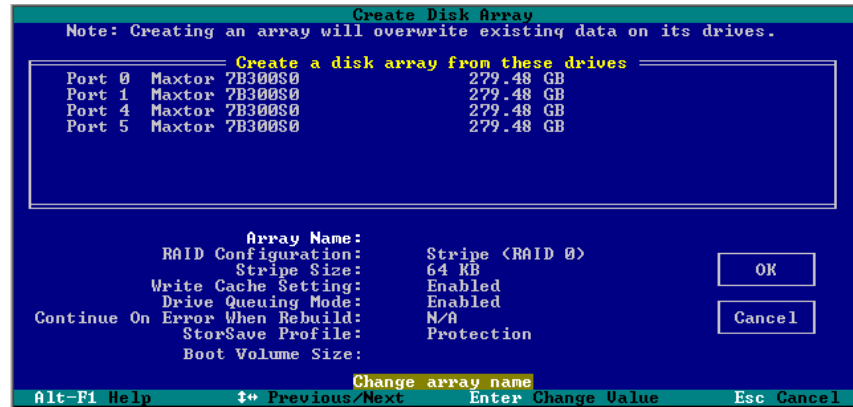 Create Disk Array
Note: Creating an array will overwrite existing data on its drives.
Create a disk array from these drives
Port 0 Maxtor 7B300S0 279.48 GB
Port 1 Maxtor 7B300S0 279.48 GB
Port 4 Maxtor 7B300S0 279.48 GB
Port 5 Maxtor 7B300S0 279.48 GB
Array Name:
RAID Configuration: Stripe (RAID 0)
Stripe Size: 64 KB
Write Cache Setting: Enabled
Drive Queuing Mode: Enabled
Continue On Error When Rebuild: N/A
StorSave Profile: Protection
Boot Volume Size:
OK
Cancel
Change array name
Alt-F1 Help ↕↔ Previous/Next Enter Change Value Esc Cancel